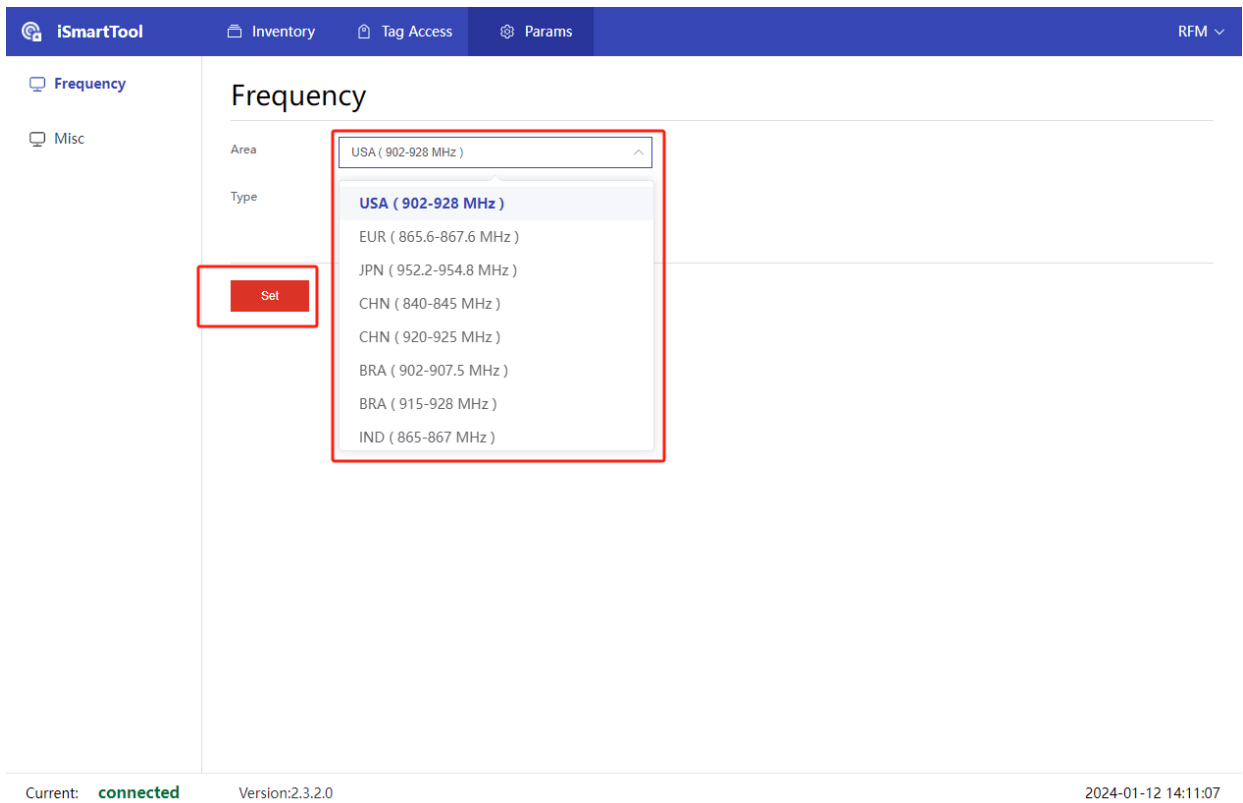 iSmartTool Inventory Tag Access Params RFM
Frequency
Misc
Frequency
Area USA ( 902-928 MHz )
Type
USA ( 902-928 MHz )
EUR ( 865.6-867.6 MHz )
JPN ( 952.2-954.8 MHz )
CHN ( 840-845 MHz )
CHN ( 920-925 MHz )
BRA ( 902-907.5 MHz )
BRA ( 915-928 MHz )
IND ( 865-867 MHz )
Set
Current: connected Version:2.3.2.0 2024-01-12 14:11:07